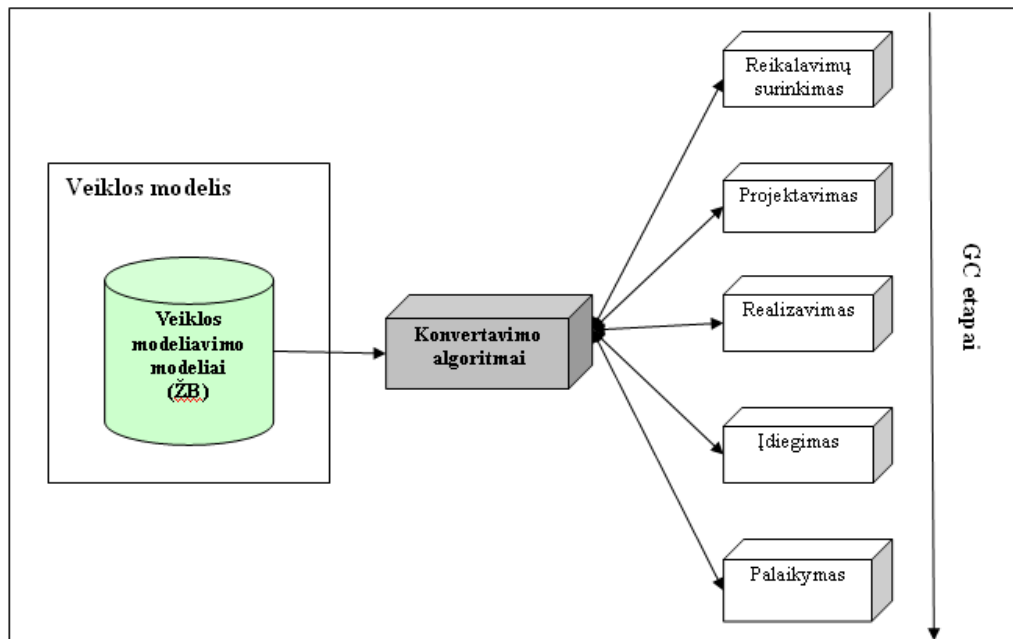 Veiklos modelis
Veiklos
modeliavimo
modeliai
(ŽB)
Konvertavimo
algoritmai
Reikalavimų
surinkimas
Projektavimas
Realizavimas
Įdiegimas
Palaikymas
GC etapai